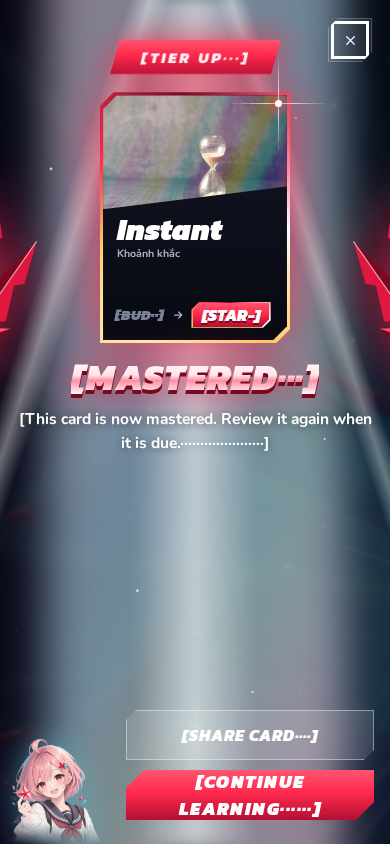 [TIER UP····]
×
Instant
Khoảnh khắc
[BUD··]
→
[STAR··]
[MASTERED····]
[This card is now mastered. Review it again when
it is due.······················]
[SHARE CARD····]
[CONTINUE
LEARNING······]